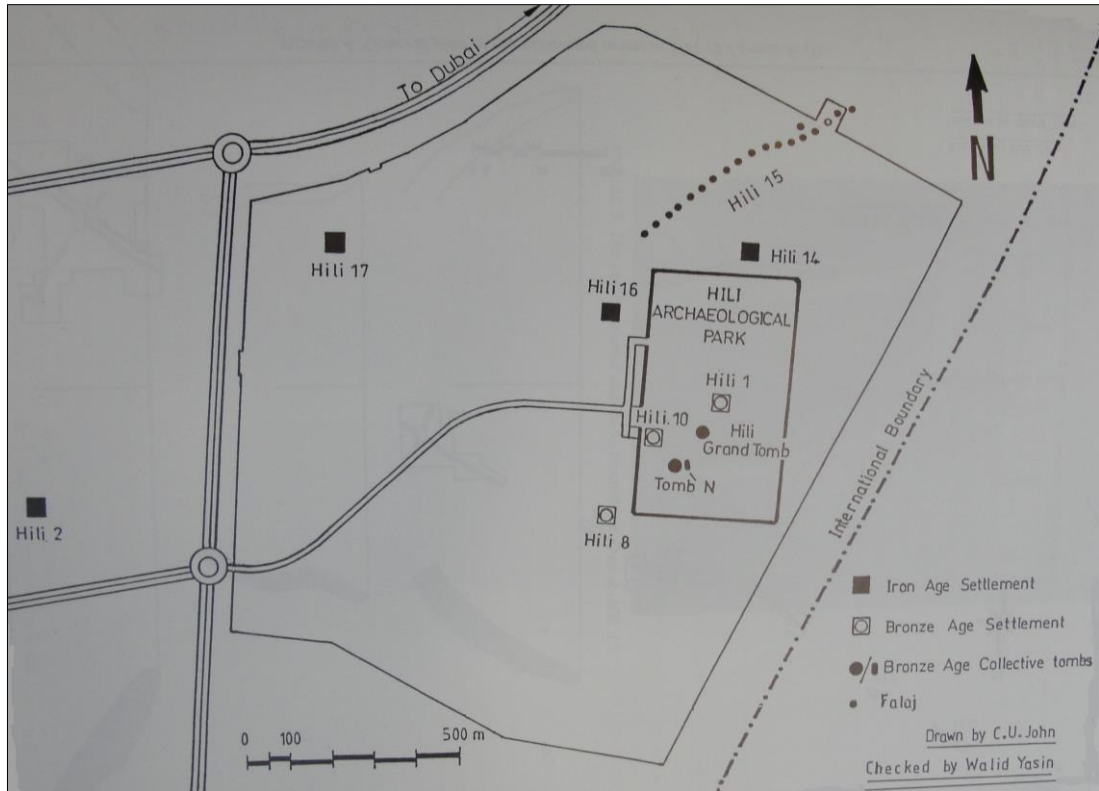 To Dubai
N
Hili 15
Hili 17
Hili 14
Hili 16
HILI
ARCHAEOLOGICAL
PARK
Hili 1
Hili 10
Hili
Grand Tomb
Tomb N
Hili 2
Hili 8
International Boundary
Iron Age Settlement
Bronze Age Settlement
Bronze Age Collective tombs
Falaj
0 100 500 m
Drawn by C.U.John
Checked by Walid Yasin